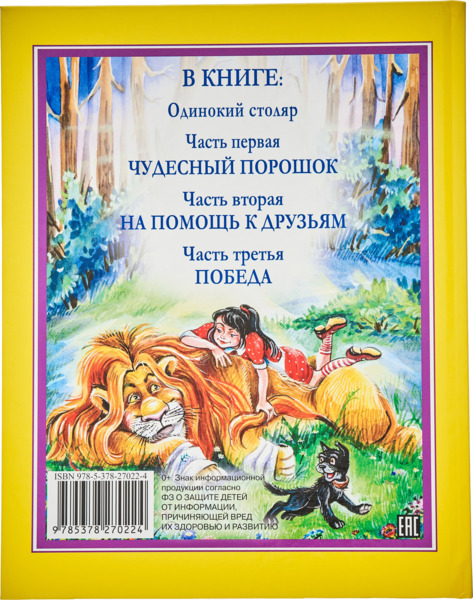 В КНИГЕ:
Одинокий столяр
Часть первая
ЧУДЕСНЫЙ ПОРОШОК
Часть вторая
НА ПОМОЩЬ К ДРУЗЬЯМ
Часть третья
ПОБЕДА
ISBN 978-5-378-27022-4
9 785378 270224
0+ Знак информационной
продукции согласно
ФЗ О ЗАЩИТЕ ДЕТЕЙ
ОТ ИНФОРМАЦИИ,
ПРИЧИНЯЮЩЕЙ ВРЕД
ИХ ЗДОРОВЬЮ И РАЗВИТИЮ
EAC